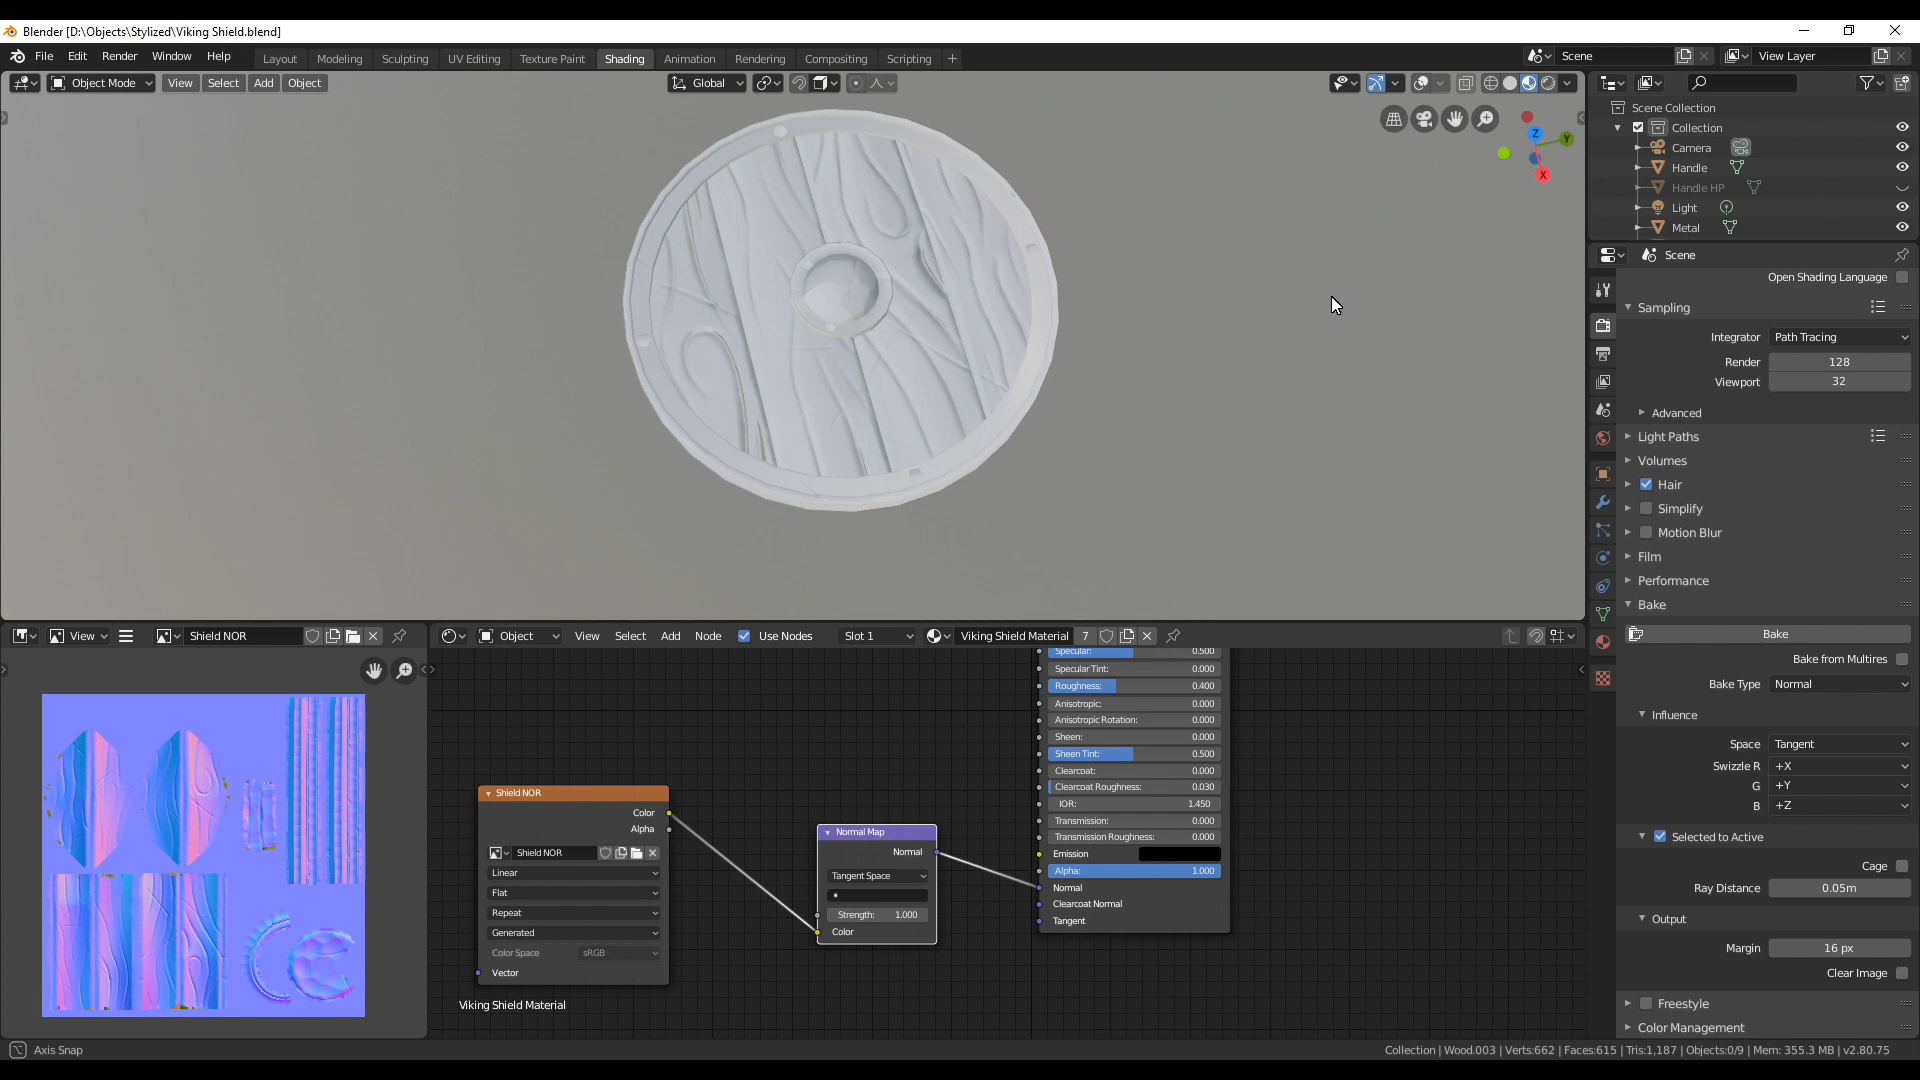 Blender [D:\Objects\Stylized\Viking Shield.blend]
File Edit Render Window Help Layout Modeling Sculpting UV Editing Texture Paint Shading Animation Rendering Compositing Scripting + Scene View Layer
Object Mode View Select Add Object Global
Scene Collection
Collection
Camera
Handle
Handle HP
Light
Metal
Z
Y
X
Scene
Open Shading Language
Sampling
Integrator Path Tracing
Render 128
Viewport 32
Advanced
Light Paths
Volumes
Hair
Simplify
Motion Blur
Film
Performance
Bake
Bake
Bake from Multires
Bake Type Normal
Influence
Space Tangent
Swizzle R +X
G +Y
B +Z
Selected to Active
Cage
Ray Distance 0.05m
Output
Margin 16 px
Clear Image
Freestyle
Color Management
View Shield NOR
Object View Select Add Node Use Nodes Slot 1 Viking Shield Material 7
Specular: 0.500
Specular Tint: 0.000
Roughness: 0.400
Anisotropic: 0.000
Anisotropic Rotation: 0.000
Sheen: 0.000
Sheen Tint: 0.500
Clearcoat: 0.000
Clearcoat Roughness: 0.030
IOR: 1.450
Transmission: 0.000
Transmission Roughness: 0.000
Emission
Alpha: 1.000
Normal
Clearcoat Normal
Tangent
Shield NOR
Color
Alpha
Shield NOR
Linear
Flat
Repeat
Generated
Color Space sRGB
Vector
Normal Map
Normal
Tangent Space
Strength: 1.000
Color
Viking Shield Material
Axis Snap
Collection | Wood.003 | Verts:662 | Faces:615 | Tris:1,187 | Objects:0/9 | Mem: 355.3 MB | v2.80.75